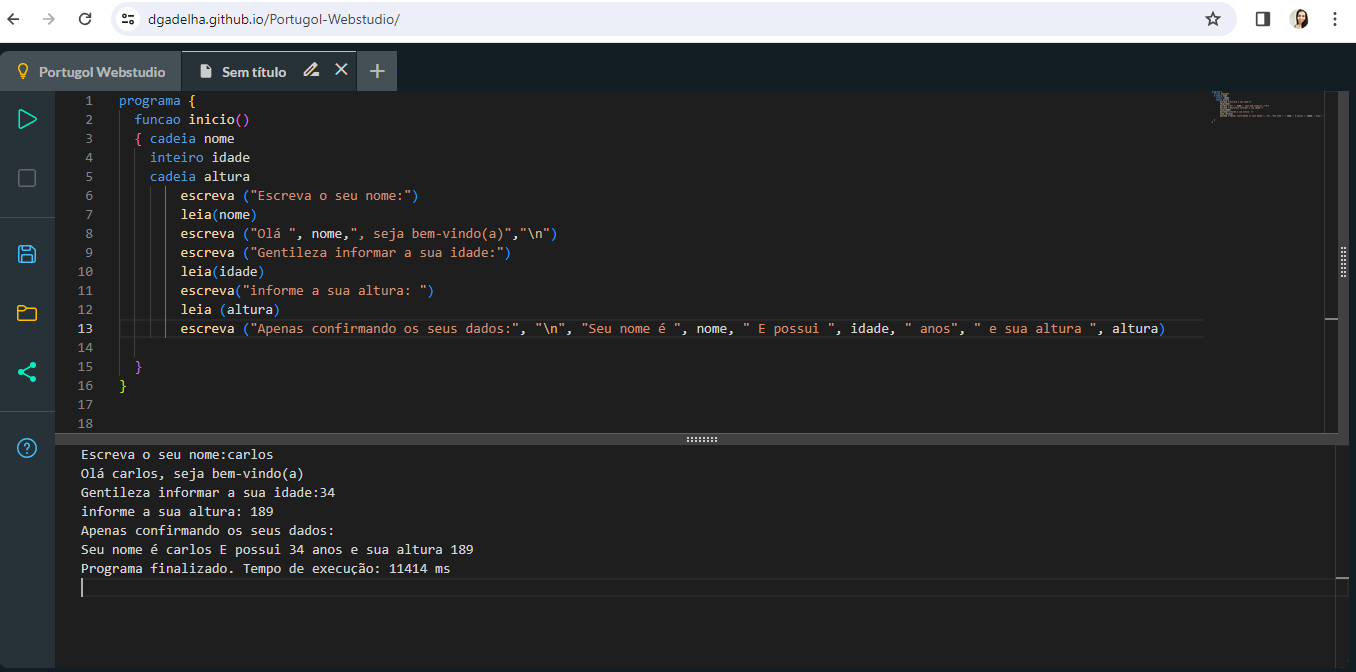 dgadelha.github.io/Portugol-Webstudio/
Portugol Webstudio
Sem título
1 programa {
2 funcao inicio()
3 { cadeia nome
4 inteiro idade
5 cadeia altura
6 escreva ("Escreva o seu nome:")
7 leia(nome)
8 escreva ("Olá ", nome,", seja bem-vindo(a)","\n")
9 escreva ("Gentileza informar a sua idade:")
10 leia(idade)
11 escreva("informe a sua altura: ")
12 leia (altura)
13 escreva ("Apenas confirmando os seus dados:", "\n", "Seu nome é ", nome, " E possui ", idade, " anos", " e sua altura ", altura)
14
15 }
16 }
17
18
Escreva o seu nome:carlos
Olá carlos, seja bem-vindo(a)
Gentileza informar a sua idade:34
informe a sua altura: 189
Apenas confirmando os seus dados:
Seu nome é carlos E possui 34 anos e sua altura 189
Programa finalizado. Tempo de execução: 11414 ms